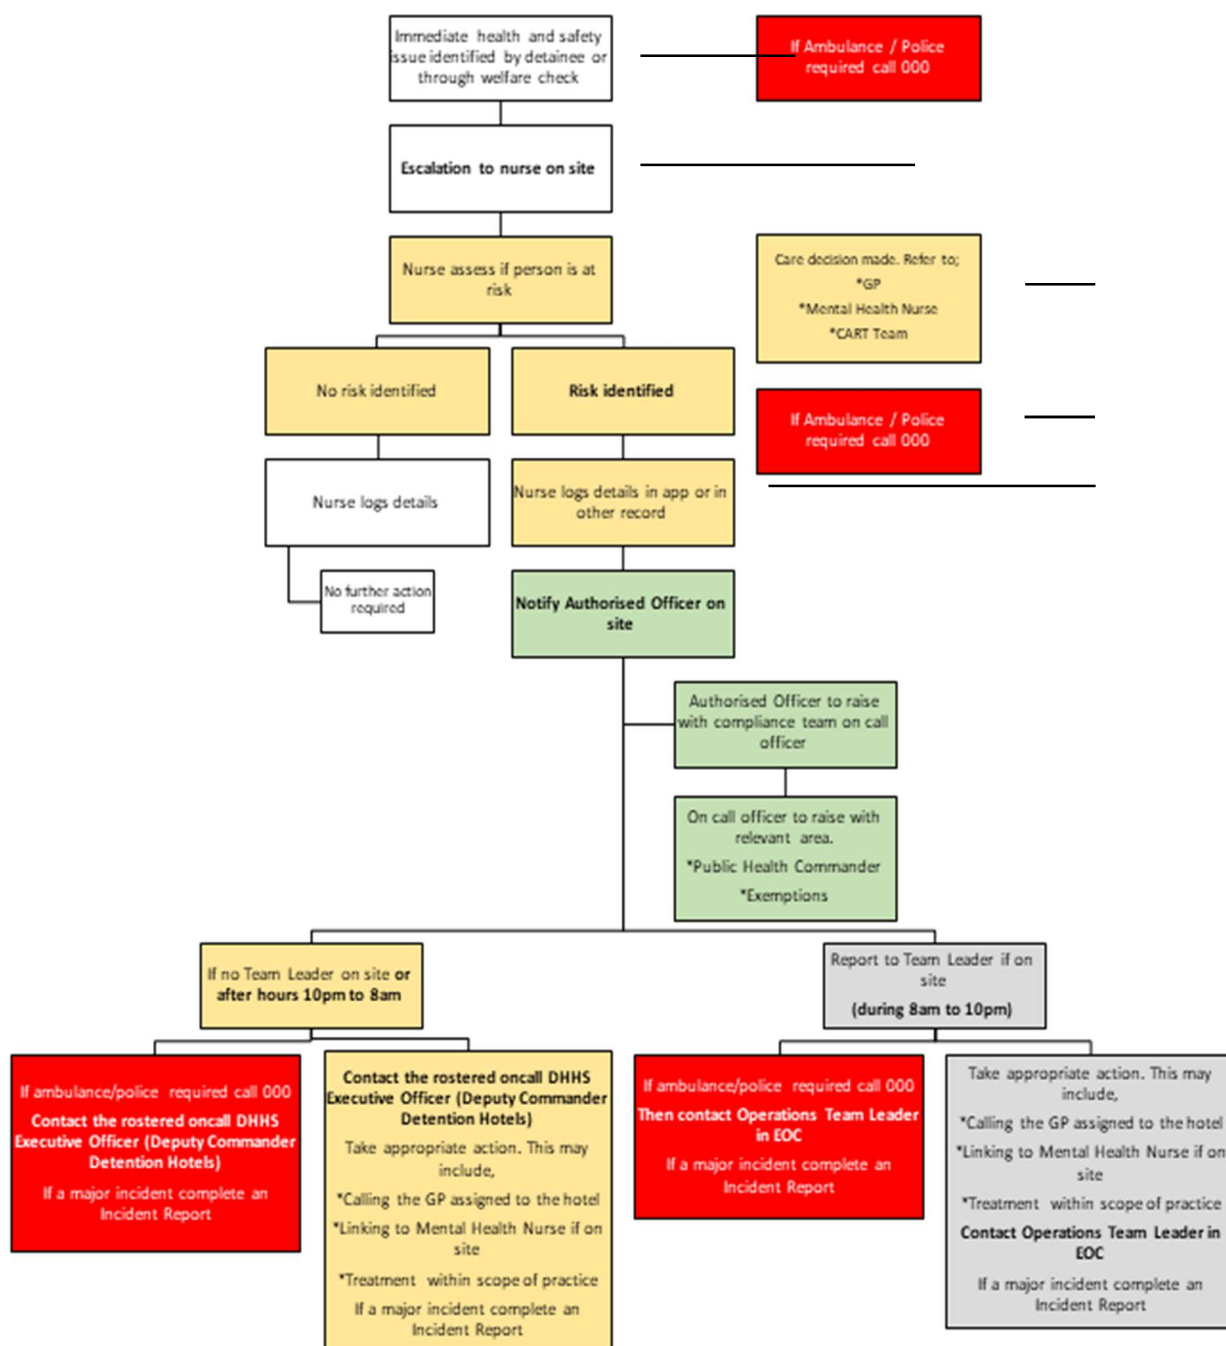 Immediate health and safety
issue identified by detainee or
through welfare check
If Ambulance / Police
required call 000
Escalation to nurse on site
Nurse assess if person is at
risk
Care decision made. Refer to;
*GP
*Mental Health Nurse
*CART Team
No risk identified
Risk identified
If Ambulance / Police
required call 000
Nurse logs details
Nurse logs details in app or in
other record
No further action
required
Notify Authorised Officer on
site
Authorised Officer to raise
with compliance team on call
officer
On call officer to raise with
relevant area.
*Public Health Commander
*Exemptions
If no Team Leader on site or
after hours 10pm to 8am
Report to Team Leader if on
site
(during 8am to 10pm)
If ambulance/police required call 000
Contact the rostered oncall DHHS
Executive Officer (Deputy Commander
Detention Hotels)
If a major incident complete an
Incident Report
Contact the rostered oncall DHHS
Executive Officer (Deputy Commander
Detention Hotels)
Take appropriate action. This may
include,
*Calling the GP assigned to the hotel
*Linking to Mental Health Nurse if on
site
*Treatment within scope of practice
If a major incident complete an
Incident Report
If ambulance/police required call 000
Then contact Operations Team Leader
in EOC
If a major incident complete an
Incident Report
Take appropriate action. This may
include,
*Calling the GP assigned to the hotel
*Linking to Mental Health Nurse if on
site
*Treatment within scope of practice
Contact Operations Team Leader in
EOC
If a major incident complete an
Incident Report